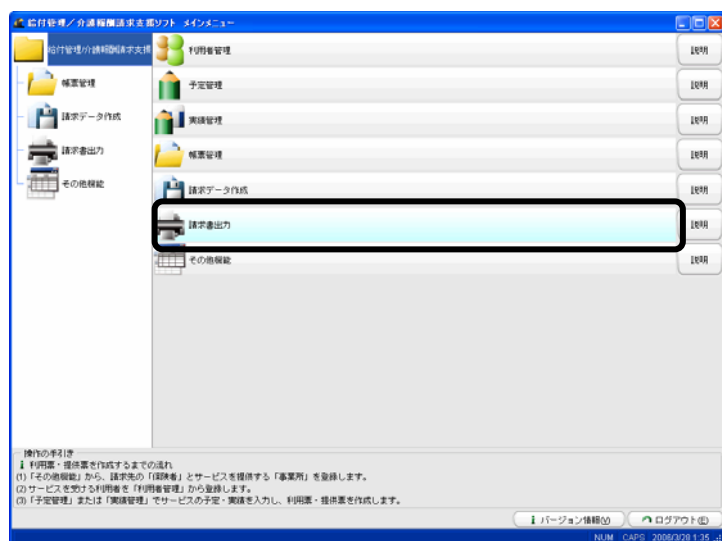 給付管理/介護報酬請求支援ソフト メインメニュー
給付管理/介護報酬請求支援
帳票管理
請求データ作成
請求書出力
その他機能
利用者管理
説明
予定管理
説明
実績管理
説明
帳票管理
説明
請求データ作成
説明
請求書出力
説明
その他機能
説明
操作の手引き
利用票・提供票を作成するまでの流れ
(1)「その他機能」から、請求先の「保険者」とサービスを提供する「事業所」を登録します。
(2)サービスを受ける利用者を「利用者管理」から登録します。
(3)「予定管理」または「実績管理」でサービスの予定・実績を入力し、利用票・提供票を作成します。
バージョン情報(V)
ログアウト(E)
NUM CAPS 2006/3/28 1:35